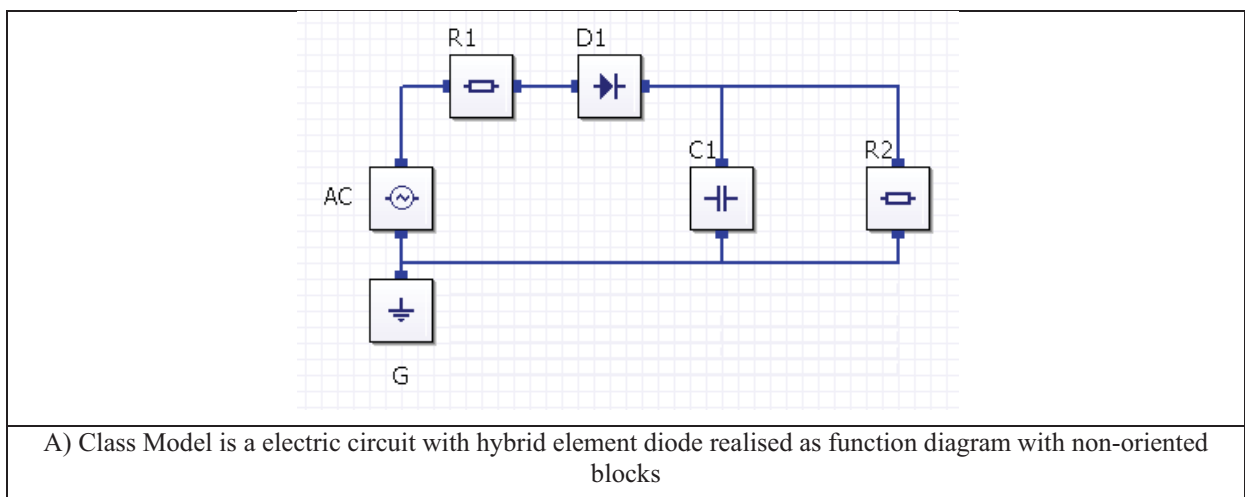 R1 D1
C1 R2
AC
G
A) Class Model is a electric circuit with hybrid element diode realised as function diagram with non-oriented
blocks